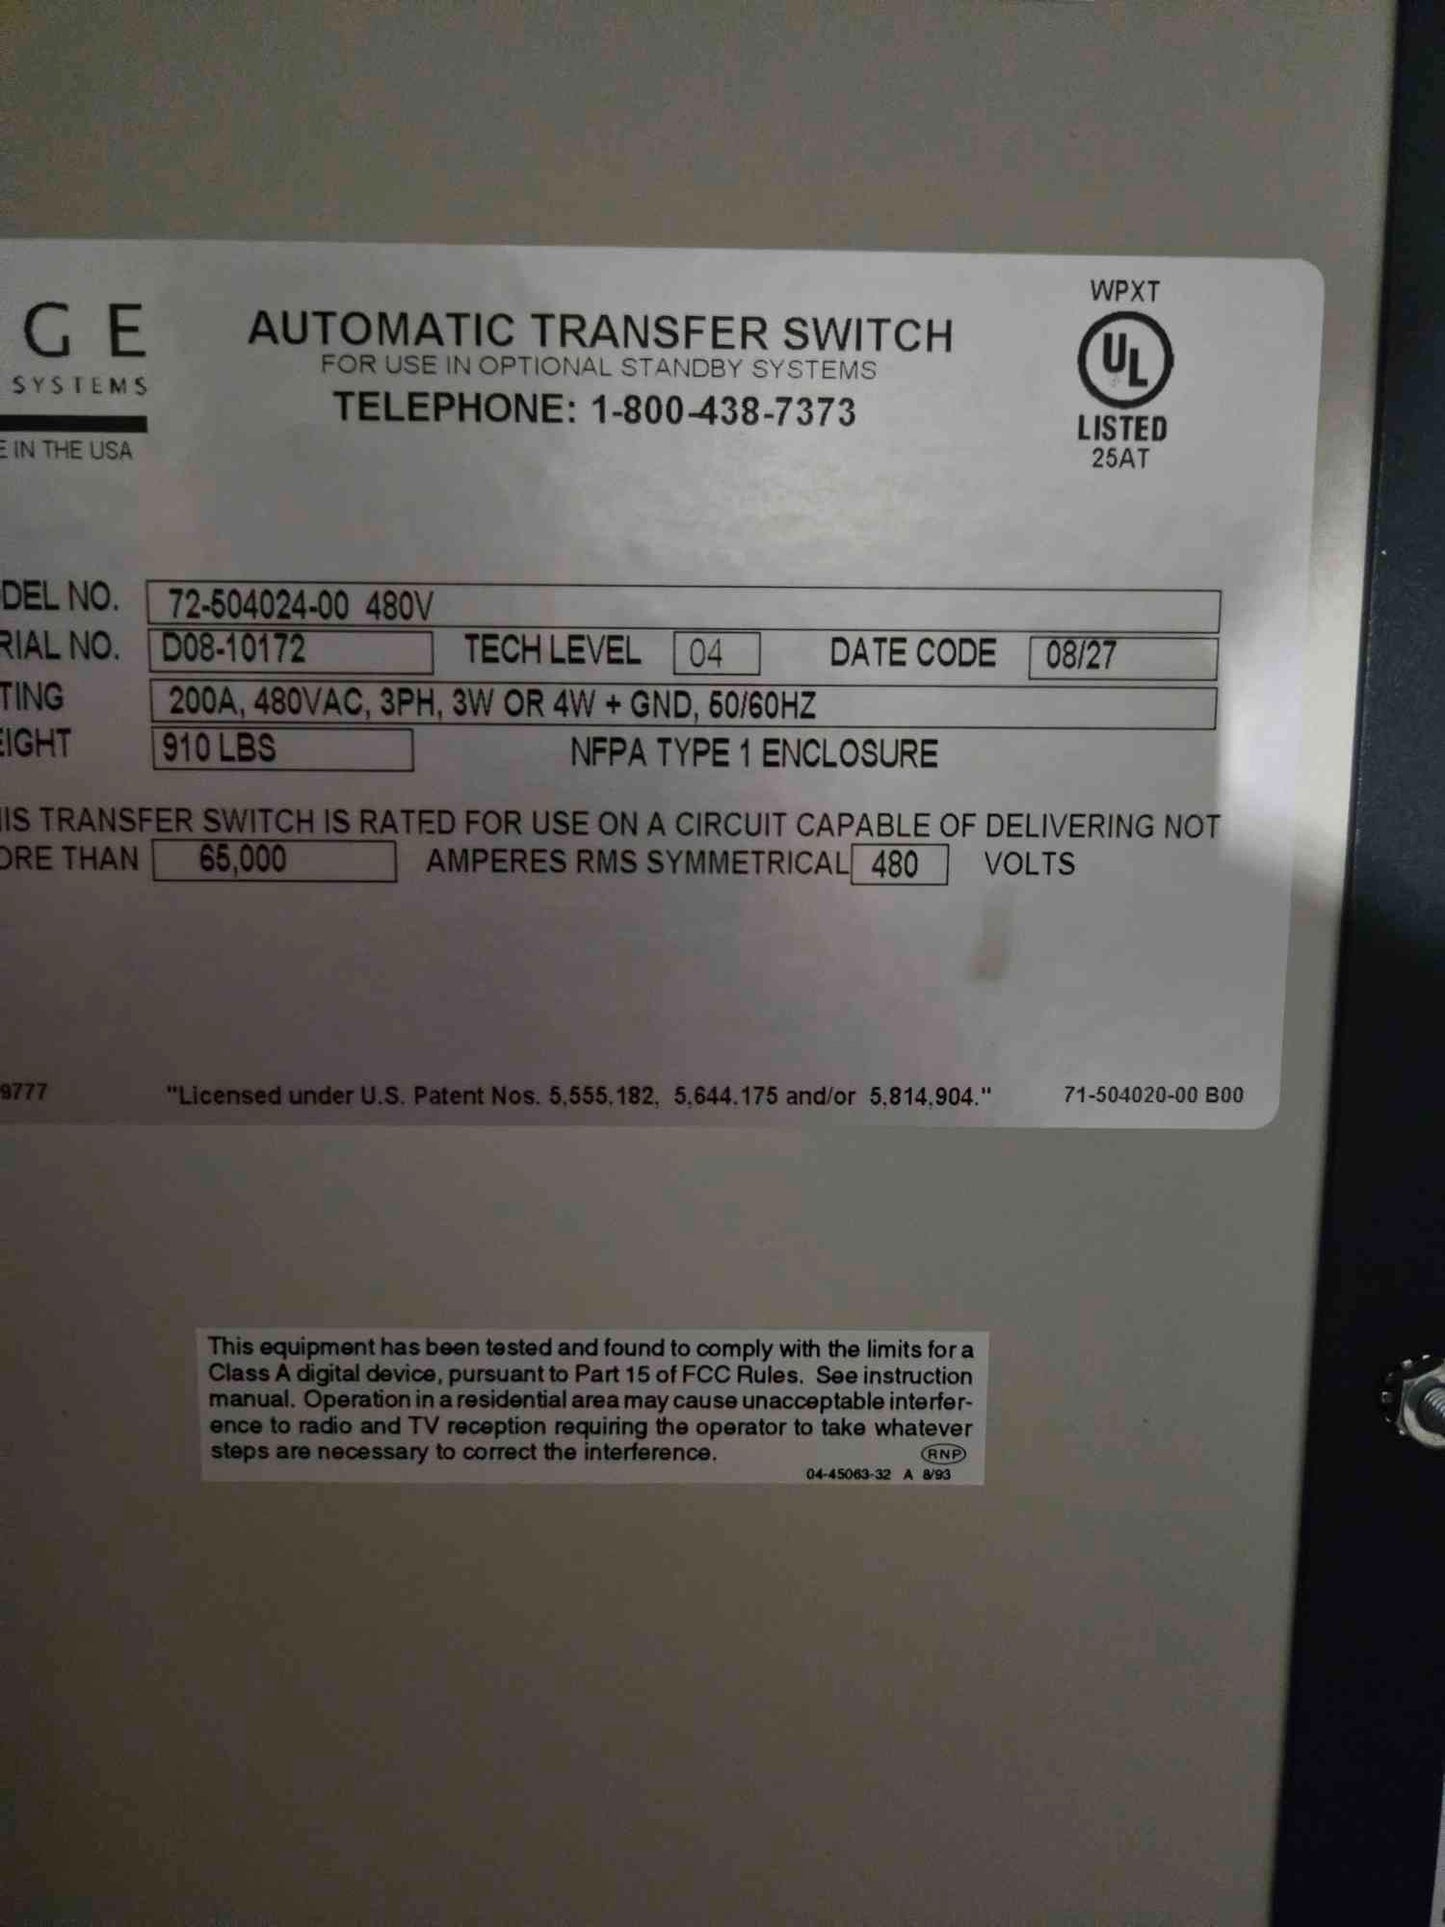 GE
SYSTEMS
E IN THE USA
AUTOMATIC TRANSFER SWITCH
FOR USE IN OPTIONAL STANDBY SYSTEMS
TELEPHONE: 1-800-438-7373
WPXT
UL
LISTED
25AT
DEL NO. 72-504024-00 480V
RIAL NO. D08-10172 TECH LEVEL 04 DATE CODE 08/27
TING 200A, 480VAC, 3PH, 3W OR 4W + GND, 50/60HZ
EIGHT 910 LBS NFPA TYPE 1 ENCLOSURE
IS TRANSFER SWITCH IS RATED FOR USE ON A CIRCUIT CAPABLE OF DELIVERING NOT
ORE THAN 65,000 AMPERES RMS SYMMETRICAL 480 VOLTS
9777 "Licensed under U.S. Patent Nos. 5,555,182, 5,644,175 and/or 5,814,904." 71-504020-00 B00
This equipment has been tested and found to comply with the limits for a
Class A digital device, pursuant to Part 15 of FCC Rules. See instruction
manual. Operation in a residential area may cause unacceptable interfer-
ence to radio and TV reception requiring the operator to take whatever
steps are necessary to correct the interference.
RNP
04-45063-32 A 8/93